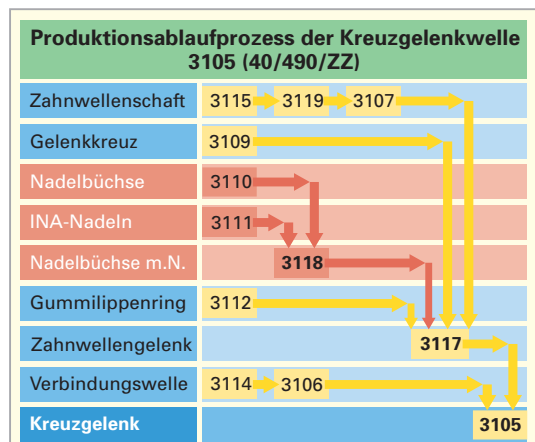 Produktionsablaufprozess der Kreuzgelenkwelle
3105 (40/490/ZZ)
Zahnwellenschaft 3115 3119 3107
Gelenkkreuz 3109
Nadelbüchse 3110
INA-Nadeln 3111
Nadelbüchse m.N. 3118
Gummilippenring 3112
Zahnwellengelenk 3117
Verbindungswelle 3114 3106
Kreuzgelenk 3105